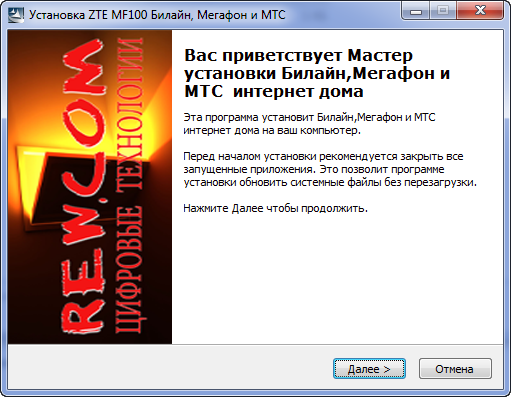 Установка ZTE MF100 Билайн, Мегафон и МТС
REW.COM
ЦИФРОВЫЕ ТЕХНОЛОГИИ
Вас приветствует Мастер
установки Билайн,Мегафон и
МТС интернет дома
Эта программа установит Билайн,Мегафон и МТС
интернет дома на ваш компьютер.
Перед началом установки рекомендуется закрыть все
запущенные приложения. Это позволит программе
установки обновить системные файлы без перезагрузки.
Нажмите Далее чтобы продолжить.
Далее >
Отмена